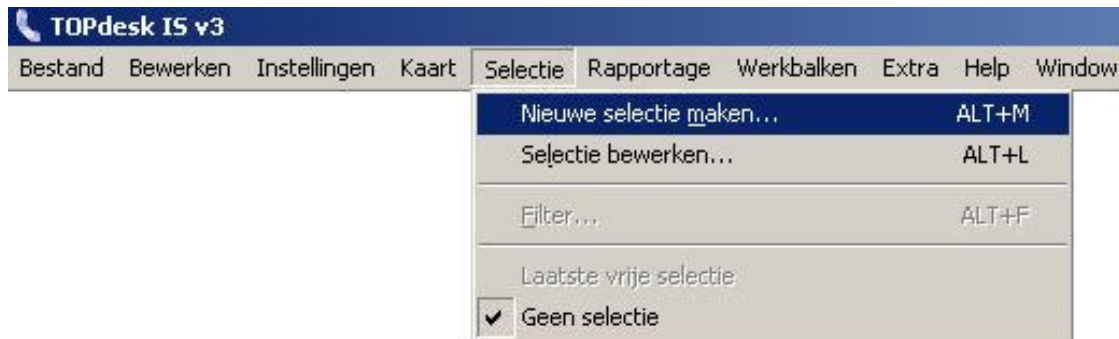 TOPdesk IS v3
Bestand Bewerken Instellingen Kaart Selectie Rapportage Werkbalken Extra Help Window
Nieuwe selectie maken... ALT+M
Selectie bewerken... ALT+L
Filter... ALT+F
Laatste vrije selectie
Geen selectie